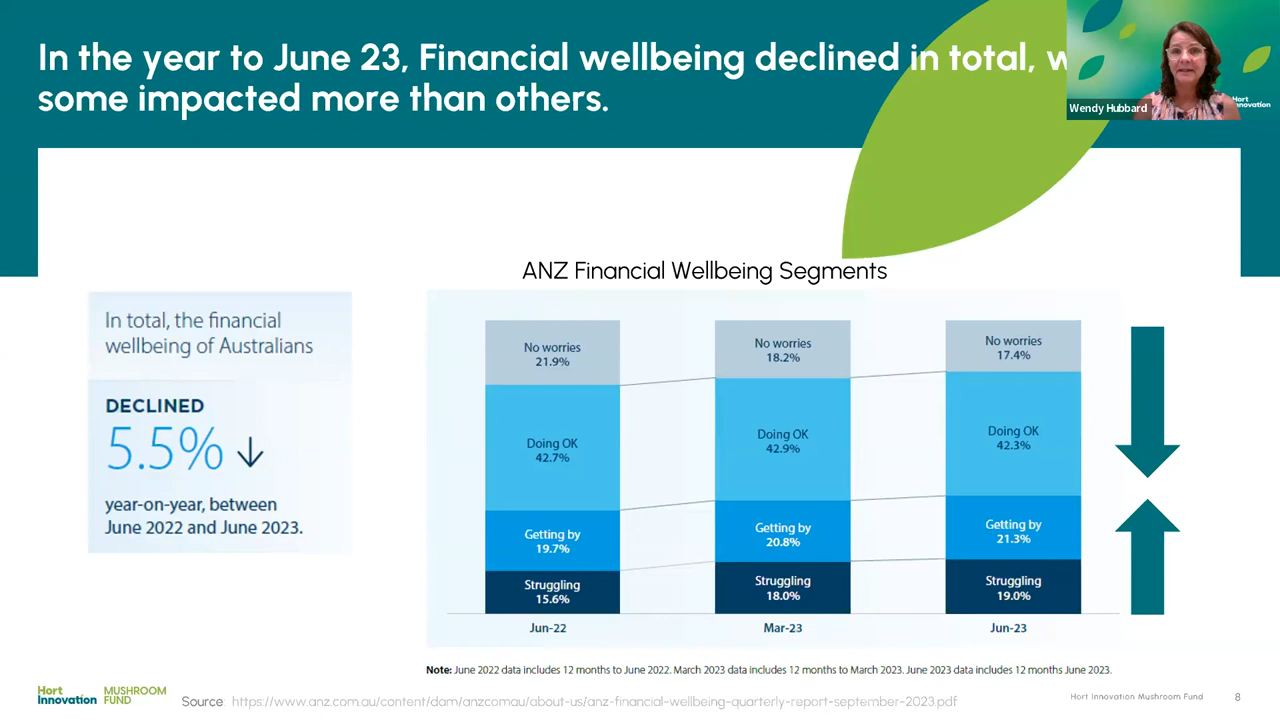 In the year to June 23, Financial wellbeing declined in total, w
some impacted more than others.
Wendy Hubbard
Hort
Innovation
ANZ Financial Wellbeing Segments
In total, the financial
wellbeing of Australians
DECLINED
5.5%
year-on-year, between
June 2022 and June 2023.
No worries
21.9%
No worries
18.2%
No worries
17.4%
Doing OK
42.7%
Doing OK
42.9%
Doing OK
42.3%
Getting by
19.7%
Getting by
20.8%
Getting by
21.3%
Struggling
15.6%
Struggling
18.0%
Struggling
19.0%
Jun-22
Mar-23
Jun-23
Note: June 2022 data includes 12 months to June 2022. March 2023 data includes 12 months to March 2023. June 2023 data includes 12 months June 2023.
Hort Innovation
MUSHROOM FUND
Source: https://www.anz.com.au/content/dam/anzcomau/about-us/anz-financial-wellbeing-quarterly-report-september-2023.pdf
Hort Innovation Mushroom Fund
8